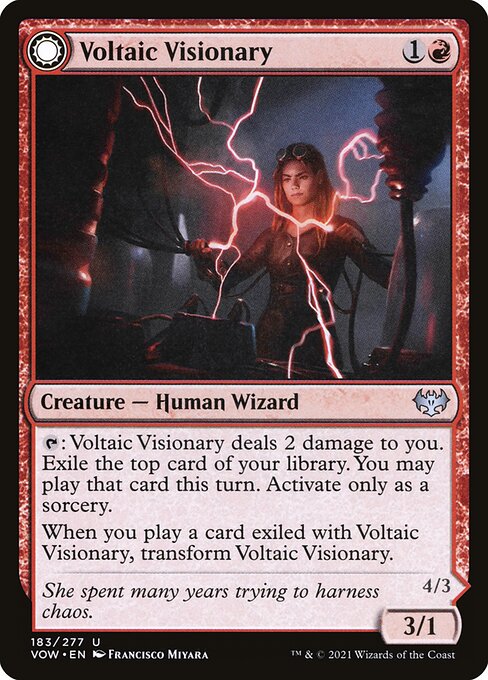 Voltaic Visionary 1
Creature — Human Wizard
: Voltaic Visionary deals 2 damage to you.
Exile the top card of your library. You may
play that card this turn. Activate only as a
sorcery.
When you play a card exiled with Voltaic
Visionary, transform Voltaic Visionary.
She spent many years trying to harness
chaos.
4/3
3/1
183/277 U
VOW • EN Francisco Miyara
™ & © 2021 Wizards of the Coast